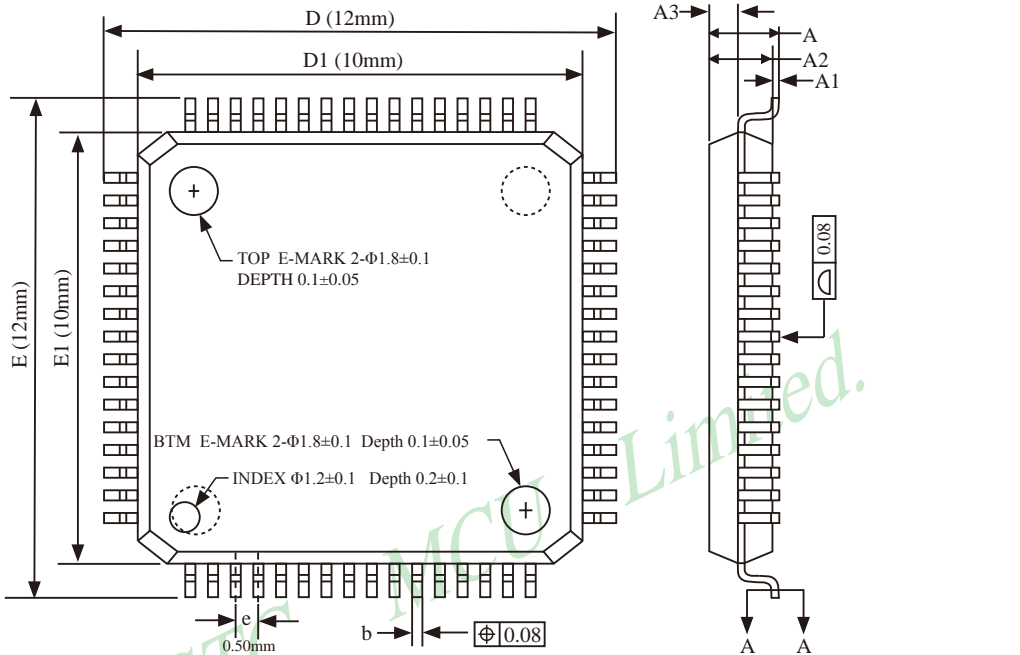 D (12mm)
D1 (10mm)
A3
A
A2
A1
E (12mm)
E1 (10mm)
TOP E-MARK 2-Φ1.8±0.1
DEPTH 0.1±0.05
0.08
BTM E-MARK 2-Φ1.8±0.1 Depth 0.1±0.05
INDEX Φ1.2±0.1 Depth 0.2±0.1
STC MCU Limited.
e
0.50mm
b
0.08
A A